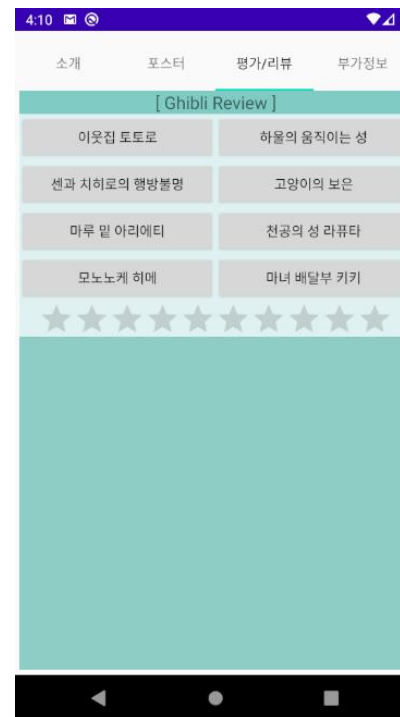 4:10
소개 포스터 평가/리뷰 부가정보
[ Ghibli Review ]
이웃집 토토로 하울의 움직이는 성
센과 치히로의 행방불명 고양이의 보은
마루 밑 아리에티 천공의 성 라퓨타
모노노케 히메 마녀 배달부 키키